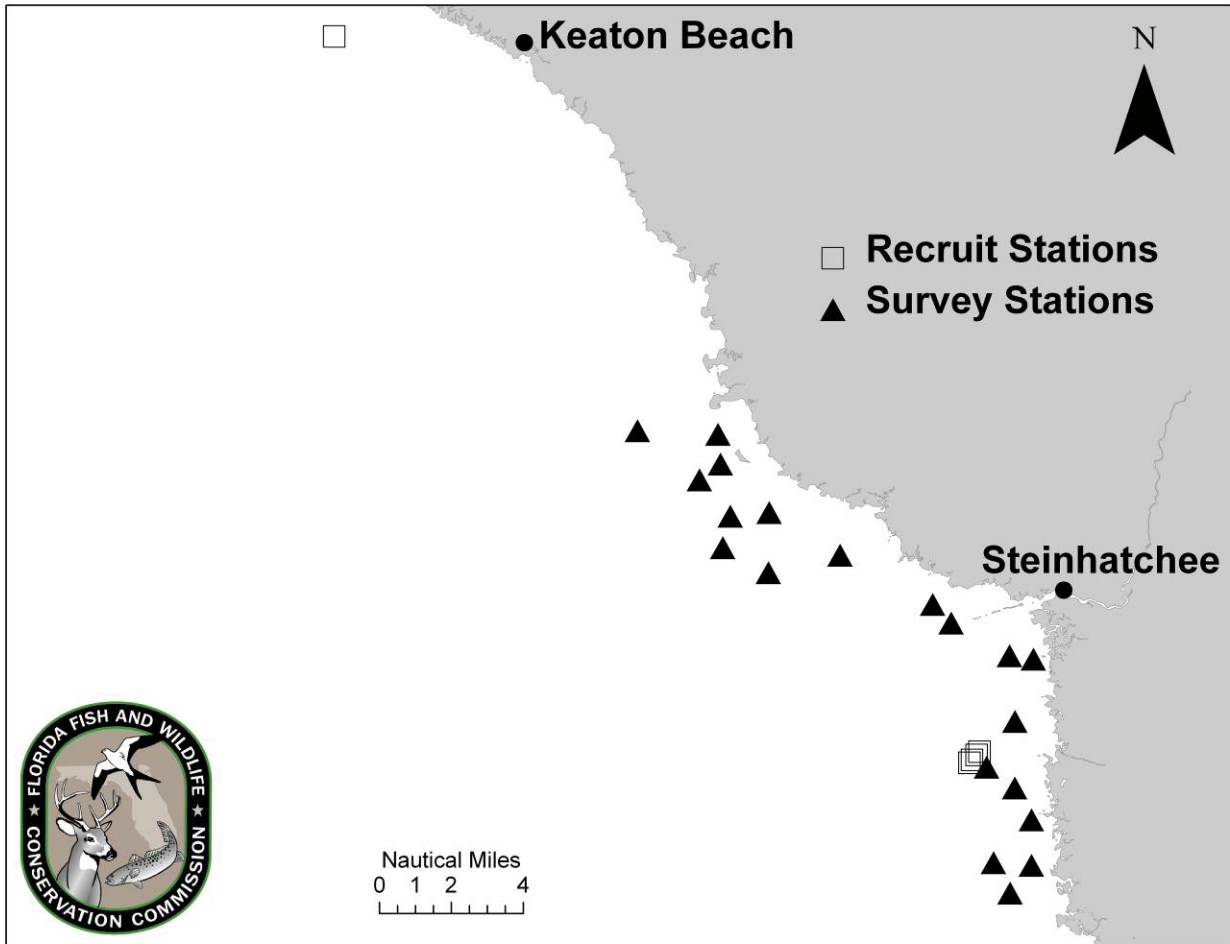 Keaton Beach
N
Recruit Stations
Survey Stations
Steinhatchee
Nautical Miles
0 1 2 4
FLORIDA FISH AND WILDLIFE
CONSERVATION COMMISSION